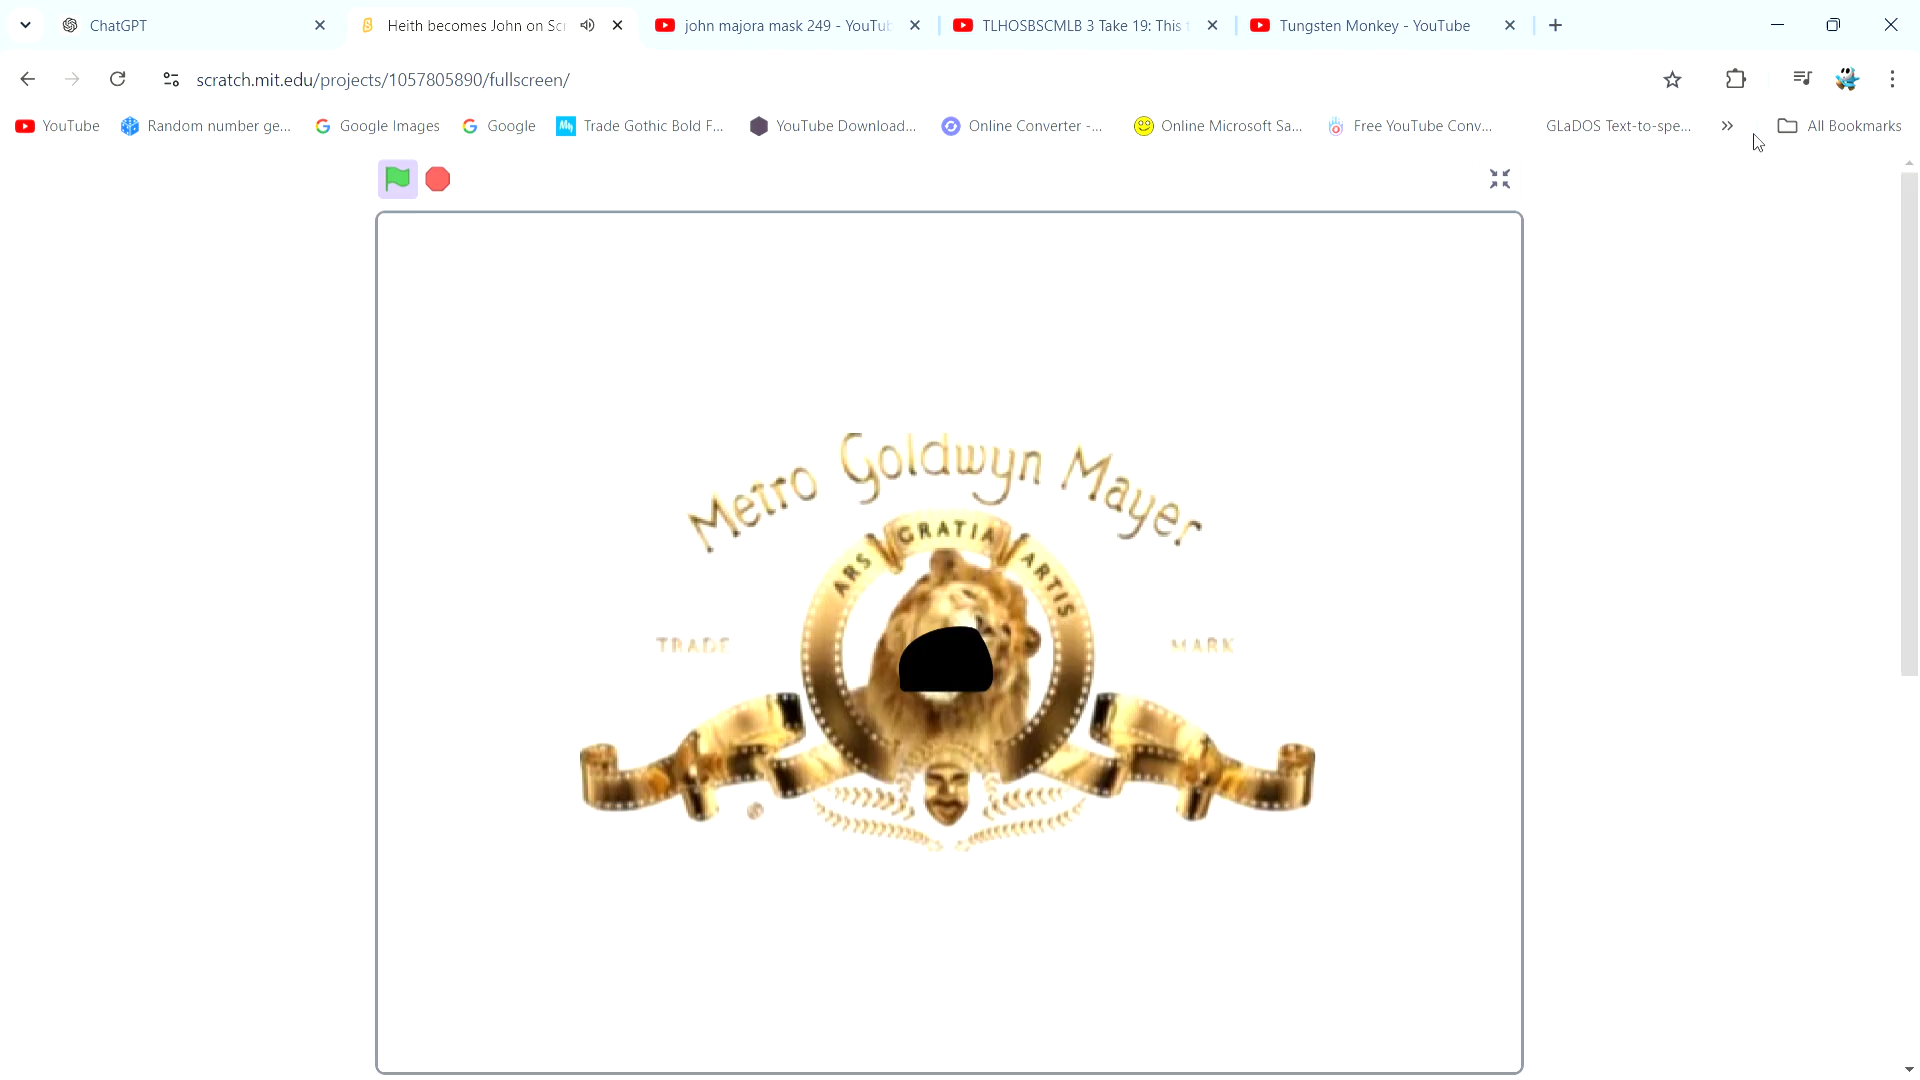 ChatGPT
Heith becomes John on Scr
john majora mask 249 - YouTub
TLHOSBSCMLB 3 Take 19: This t
Tungsten Monkey - YouTube
scratch.mit.edu/projects/1057805890/fullscreen/
YouTube
Random number ge...
Google Images
Google
Trade Gothic Bold F...
YouTube Download...
Online Converter -...
Online Microsoft Sa...
Free YouTube Conv...
GLaDOS Text-to-spe...
All Bookmarks
Metro Goldwyn Mayer
ARS GRATIA ARTIS
TRADE
MARK